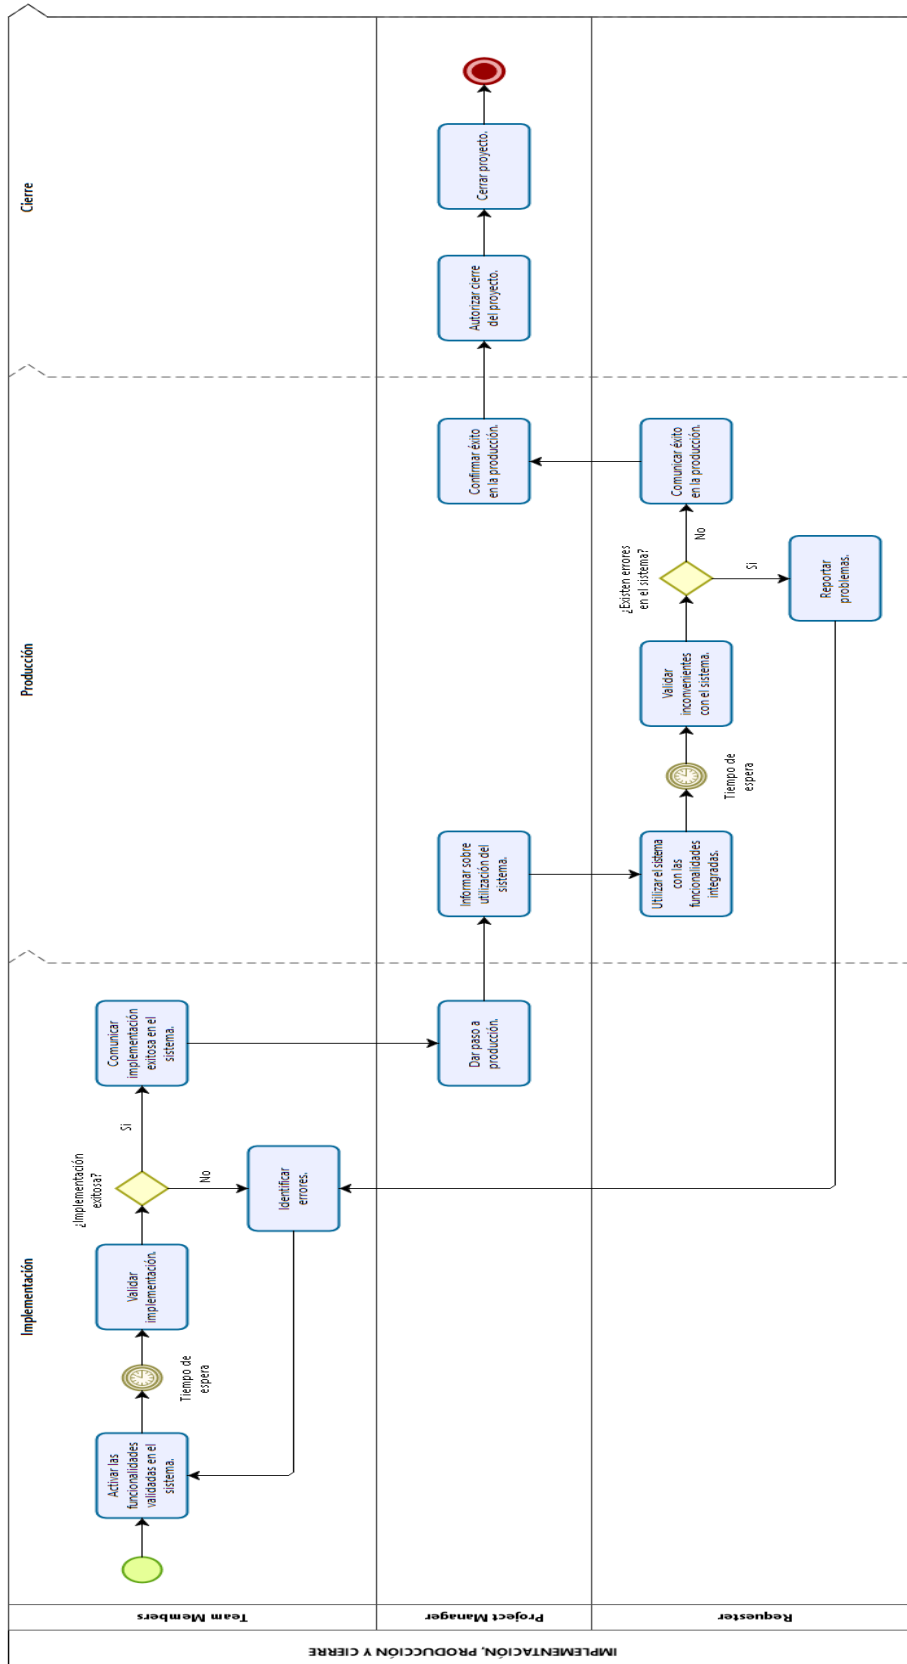 IMPLEMENTACIÓN, PRODUCCIÓN Y CIERRE
Team Members
Project Manager
Requester
Implementación
Producción
Cierre
Activar las
funcionalidades
validadas en el
sistema.
Tiempo de
espera
Validar
implementación.
¿Implementación
exitosa?
Si
No
Identificar
errores.
Comunicar
implementación
exitosa en el
sistema.
Dar paso a
producción.
Informar sobre
utilización del
sistema.
Utilizar el sistema
con las
funcionalidades
integradas.
Tiempo de
espera
Validar
inconvenientes
con el sistema.
¿Existen errores
en el sistema?
No
Si
Reportar
problemas.
Comunicar éxito
en la producción.
Confirmar éxito
en la producción.
Autorizar cierre
del proyecto.
Cerrar proyecto.